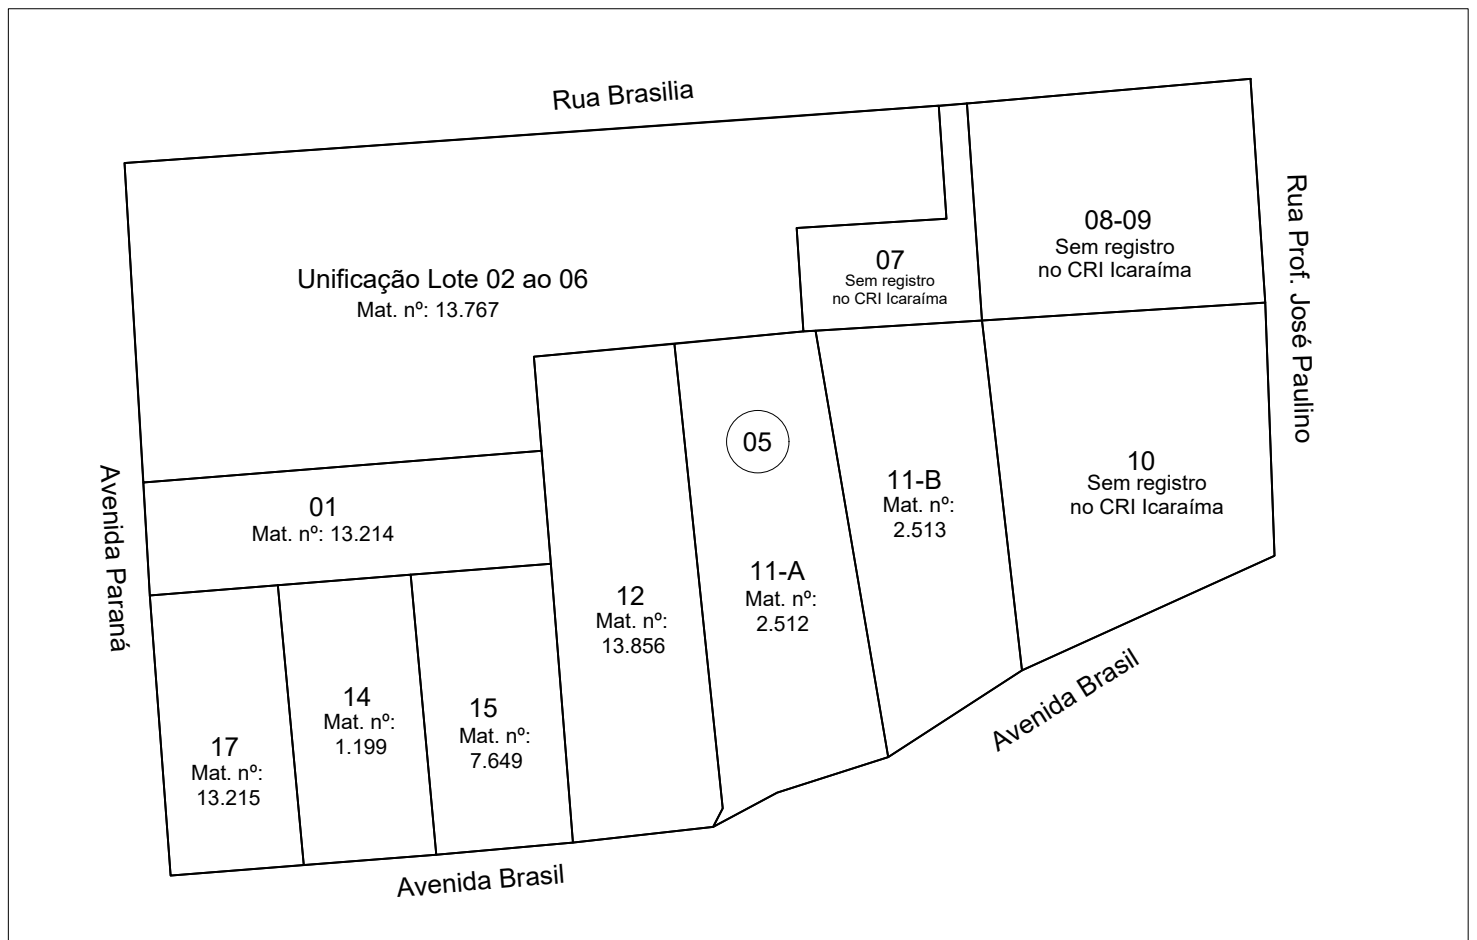 Rua Brasilia
Unificação Lote 02 ao 06
Mat. nº: 13.767
07
Sem registro
no CRI Icaraíma
08-09
Sem registro
no CRI Icaraíma
Rua Prof. José Paulino
Avenida Paraná
01
Mat. nº: 13.214
05
11-B
Mat. nº:
2.513
10
Sem registro
no CRI Icaraíma
12
Mat. nº:
13.856
11-A
Mat. nº:
2.512
17
Mat. nº:
13.215
14
Mat. nº:
1.199
15
Mat. nº:
7.649
Avenida Brasil
Avenida Brasil